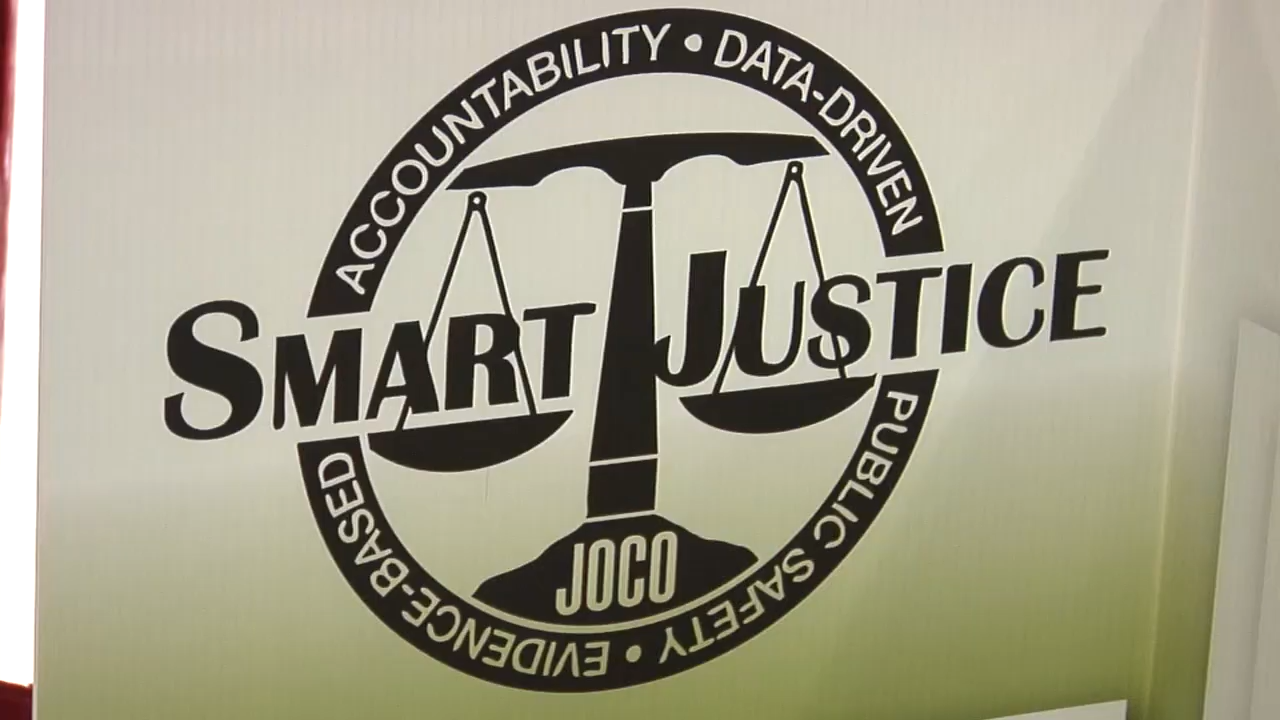 ACCOUNTABILITY • DATA-DRIVEN
SMART JUSTICE
PUBLIC SAFETY • EVIDENCE-BASED
JOCO